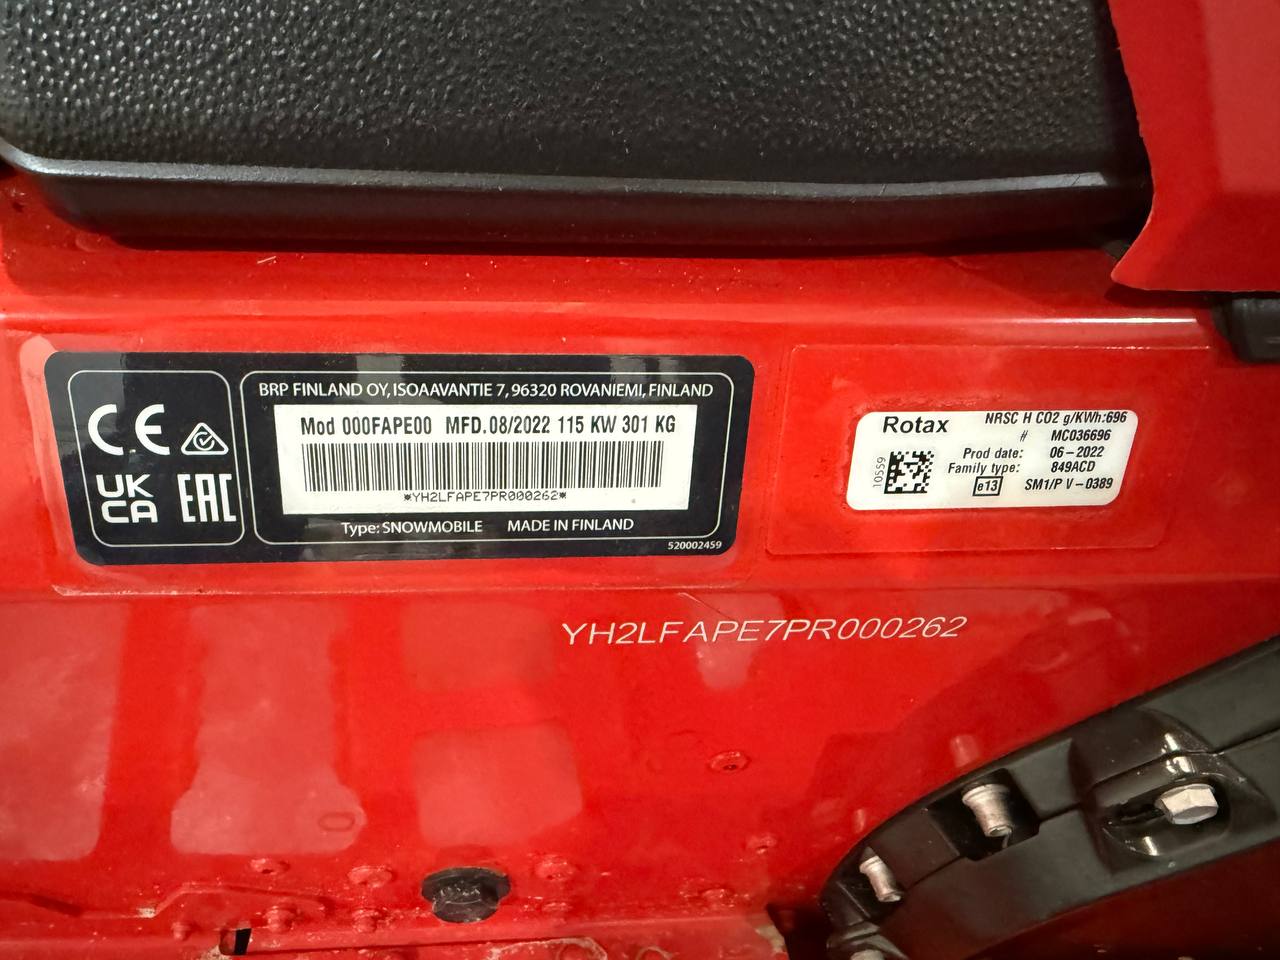 CE
UK
CA
EAC
BRP FINLAND OY, ISOAAVANTIE 7, 96320 ROVANIEMI, FINLAND
Mod 000FAPE00 MFD.08/2022 115 KW 301 KG
*YH2LFAPE7PR000262*
Type: SNOWMOBILE MADE IN FINLAND
520002459
Rotax NRSC H CO2 g/KWh:696
# MC036696
Prod date: 06-2022
Family type: 849ACD
e13 SM1/P V-0389
10559
YH2LFAPE7PR000262